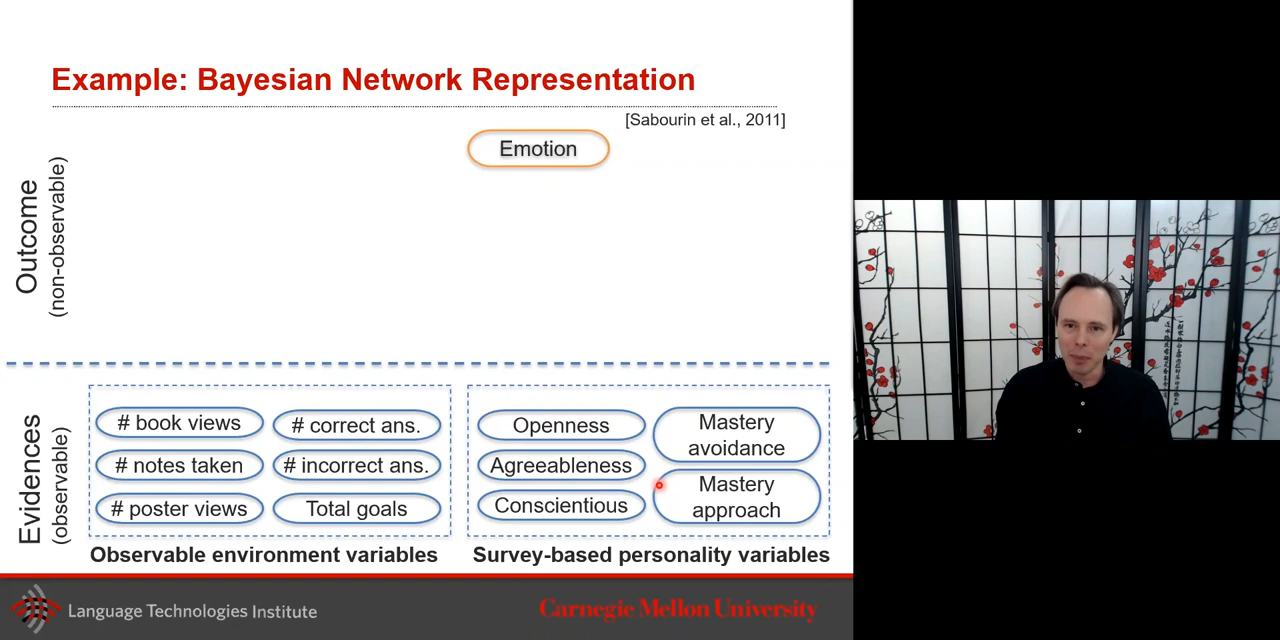 Example: Bayesian Network Representation
[Sabourin et al., 2011]
Emotion
Outcome
(non-observable)
Evidences
(observable)
# book views
# correct ans.
# notes taken
# incorrect ans.
# poster views
Total goals
Observable environment variables
Openness
Agreeableness
Conscientious
Mastery
avoidance
Mastery
approach
Survey-based personality variables
Language Technologies Institute
Carnegie Mellon University